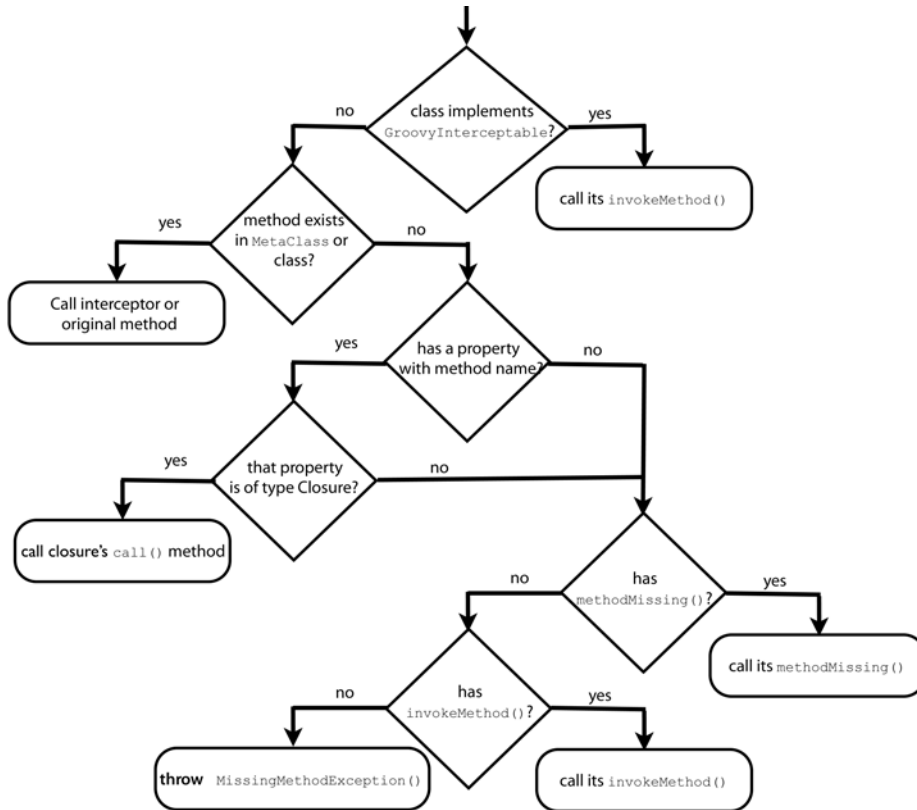 class implements
GroovyInterceptable?
no
yes
call its invokeMethod()
method exists
in MetaClass or
class?
yes
no
Call interceptor or
original method
has a property
with method name?
yes
no
that property
is of type Closure?
yes
no
call closure's call() method
has
methodMissing()?
no
yes
call its methodMissing()
has
invokeMethod()?
no
yes
throw MissingMethodException()
call its invokeMethod()